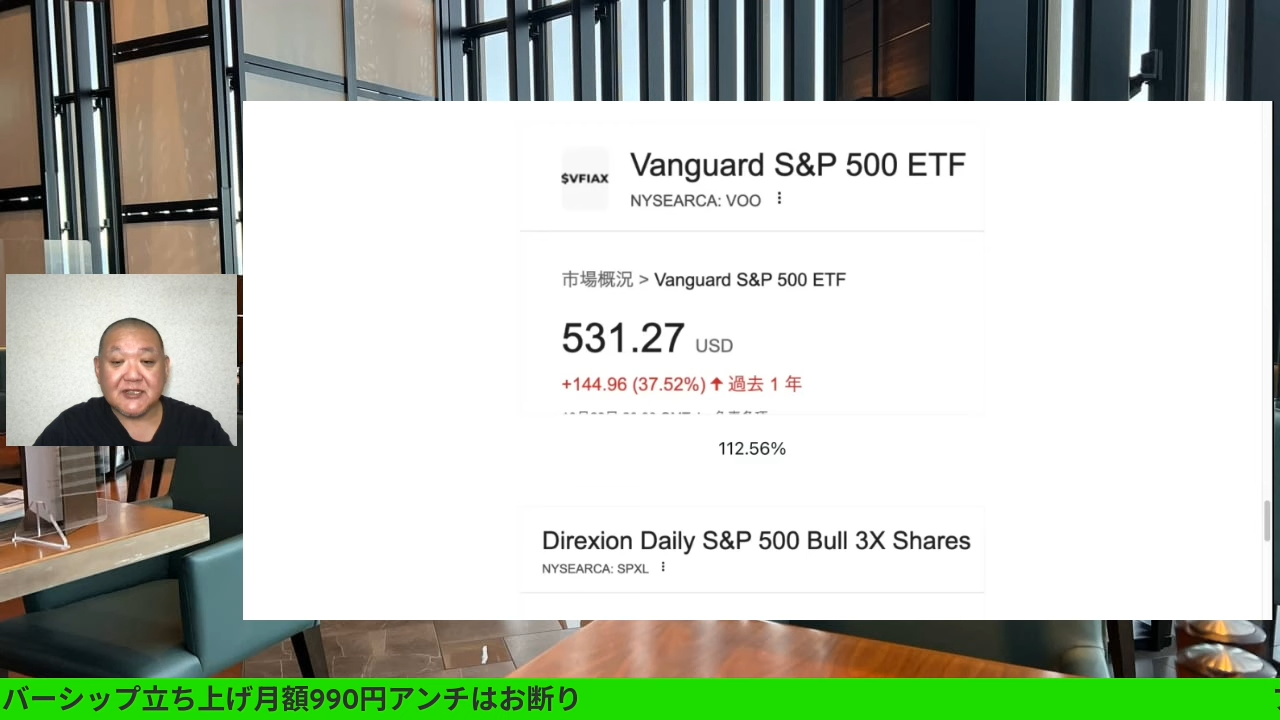 $VFIAX
Vanguard S&P 500 ETF
NYSEARCA: VOO
市場概況 > Vanguard S&P 500 ETF
531.27 USD
+144.96 (37.52%) 過去 1 年
112.56%
Direxion Daily S&P 500 Bull 3X Shares
NYSEARCA: SPXL
バーシップ立ち上げ月額990円アンチはお断り